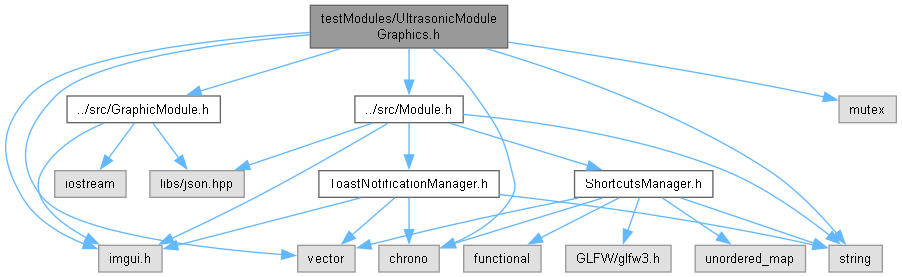 testModules/UltrasonicModule
Graphics.h
../src/GraphicModule.h
../src/Module.h
mutex
iostream
libs/json.hpp
ToastNotificationManager.h
ShortcutsManager.h
imgui.h
vector
chrono
functional
GLFW/glfw3.h
unordered_map
string